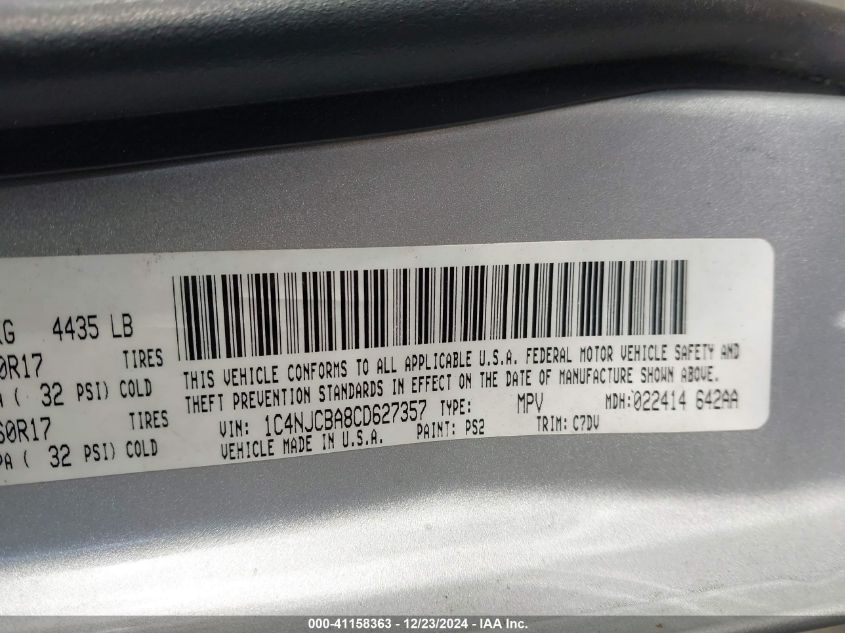 KG 4435 LB
0R17 TIRES
A ( 32 PSI) COLD
S0R17 TIRES
PA ( 32 PSI) COLD
THIS VEHICLE CONFORMS TO ALL APPLICABLE U.S.A. FEDERAL MOTOR VEHICLE SAFETY AND
THEFT PREVENTION STANDARDS IN EFFECT ON THE DATE OF MANUFACTURE SHOWN ABOVE.
VIN: 1C4NJCBA8CD627357 TYPE: MPV MDH:022414 642AA
VEHICLE MADE IN U.S.A. PAINT: PS2 TRIM: C7DV
000-41158363 - 12/23/2024 - IAA Inc.